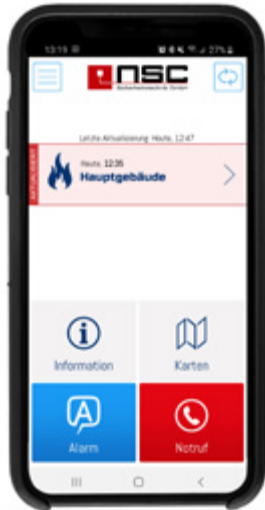 13:19
27%
nsc
Sicherheitstechnik GmbH
Letzte Aktualisierung: Heute, 12:47
AKTUALISIERT
Heute, 12:35
Hauptgebäude
Information
Karten
A
Alarm
Notruf